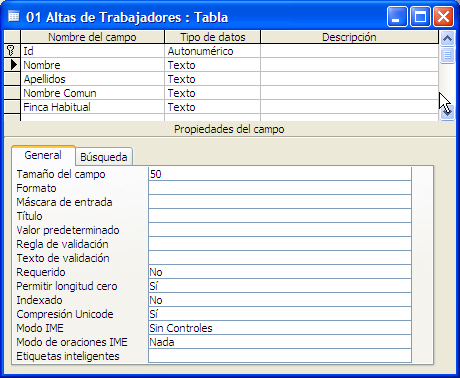 01 Altas de Trabajadores : Tabla
Nombre del campo Tipo de datos Descripción
Id Autonumérico
Nombre Texto
Apellidos Texto
Nombre Comun Texto
Finca Habitual Texto
Propiedades del campo
General Búsqueda
Tamaño del campo 50
Formato
Máscara de entrada
Título
Valor predeterminado
Regla de validación
Texto de validación
Requerido No
Permitir longitud cero Sí
Indexado No
Compresión Unicode Sí
Modo IME Sin Controles
Modo de oraciones IME Nada
Etiquetas inteligentes